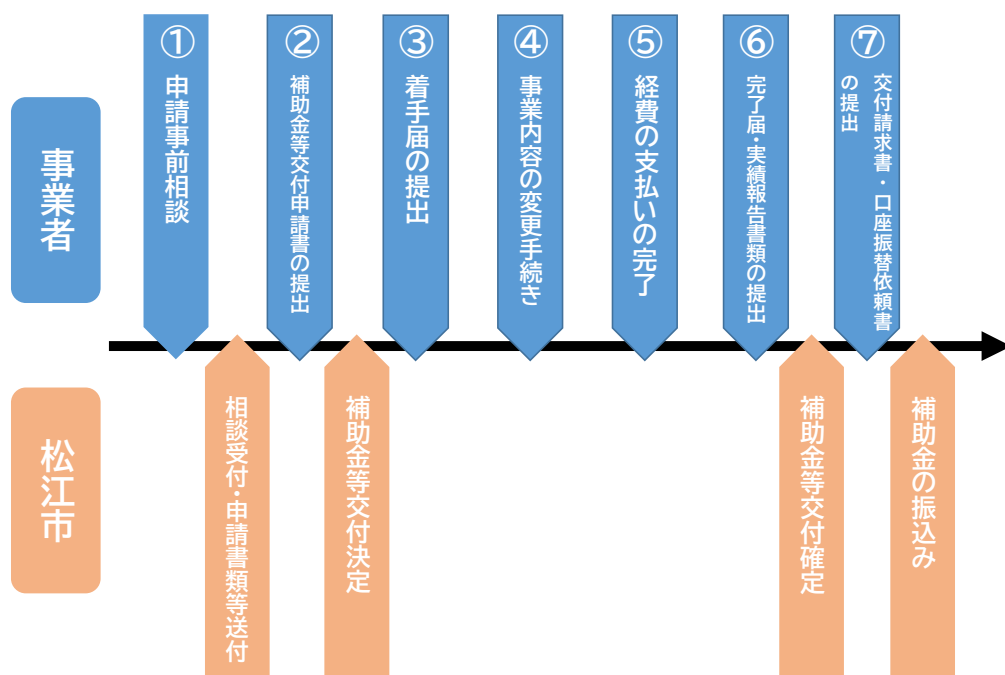 事業者
①
申請事前相談
②
補助金等交付申請書の提出
③
着手届の提出
④
事業内容の変更手続き
⑤
経費の支払いの完了
⑥
完了届・実績報告書類の提出
⑦
交付請求書・口座振替依頼書
の提出
松江市
相談受付・申請書類等送付
補助金等交付決定
補助金等交付確定
補助金の振込み